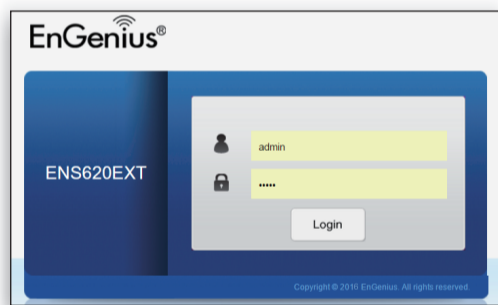 EnGenius®
ENS620EXT
admin
•••••
Login
Copyright © 2010 EnGenius. All rights reserved.